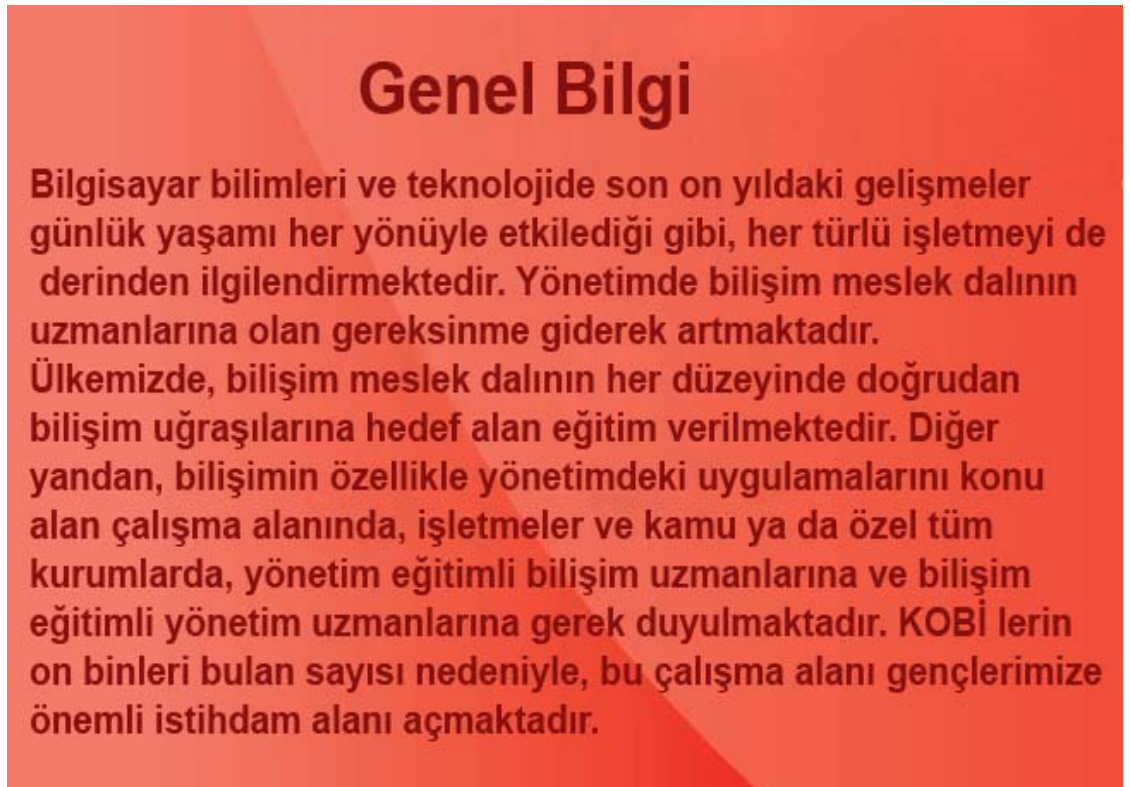 Genel Bilgi
Bilgisayar bilimleri ve teknolojide son on yıldaki gelişmeler
günlük yaşamı her yönüyle etkilediği gibi, her türlü işletmeyi de
derinden ilgilendirmektedir. Yönetimde bilişim meslek dalının
uzmanlarına olan gereksinme giderek artmaktadır.
Ülkemizde, bilişim meslek dalının her düzeyinde doğrudan
bilişim uğraşılarına hedef alan eğitim verilmektedir. Diğer
yandan, bilişimin özellikle yönetimdeki uygulamalarını konu
alan çalışma alanında, işletmeler ve kamu ya da özel tüm
kurumlarda, yönetim eğitimli bilişim uzmanlarına ve bilişim
eğitimli yönetim uzmanlarına gerek duyulmaktadır. KOBİ lerin
on binleri bulan sayısı nedeniyle, bu çalışma alanı gençlerimize
önemli istihdam alanı açmaktadır.